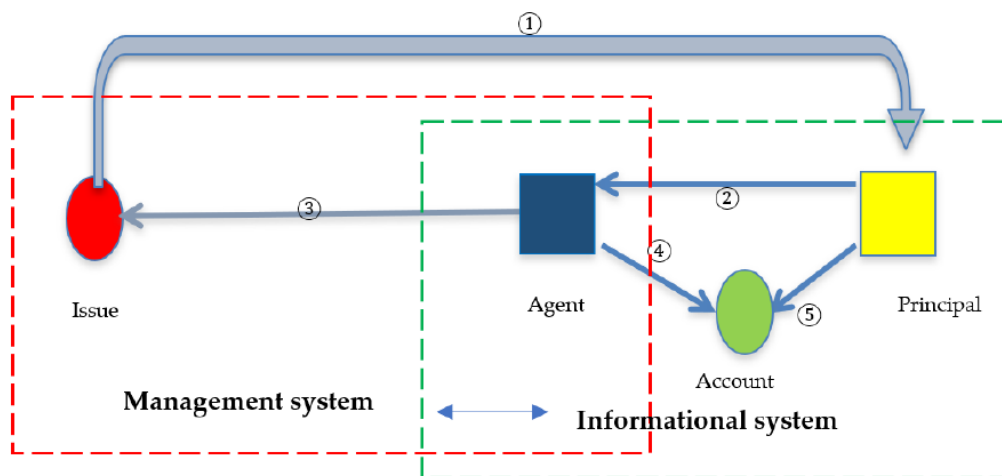 ①
②
③
④
⑤
Issue
Agent
Principal
Account
Management system
Informational system